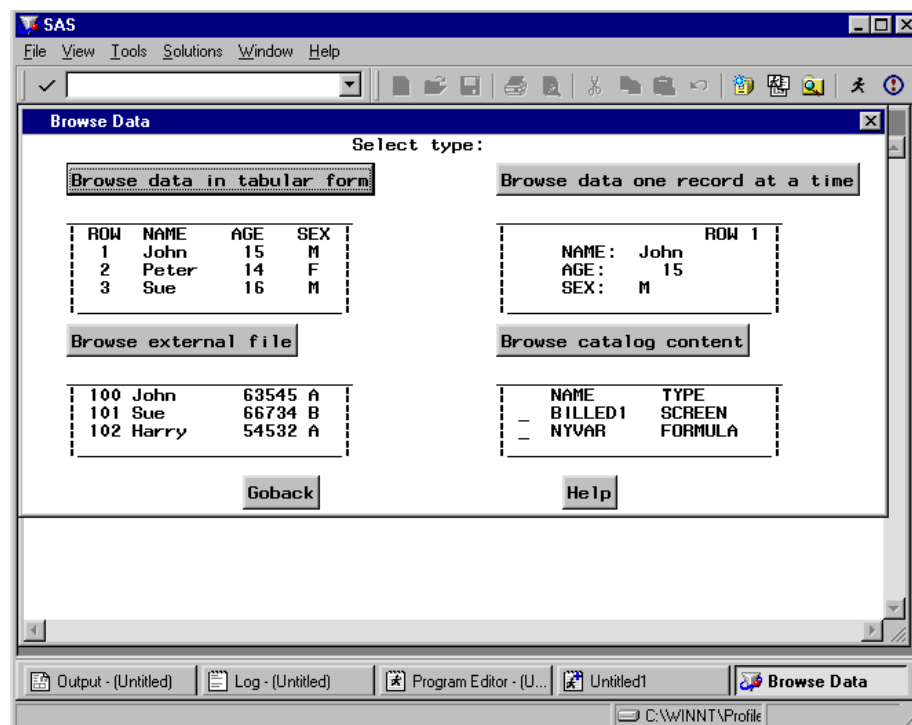 SAS
File View Tools Solutions Window Help
Browse Data
Select type:
Browse data in tabular form
ROW NAME AGE SEX
1 John 15 M
2 Peter 14 F
3 Sue 16 M
Browse data one record at a time
ROW 1
NAME: John
AGE: 15
SEX: M
Browse external file
100 John 63545 A
101 Sue 66734 B
102 Harry 54532 A
Browse catalog content
NAME TYPE
_ BILLED1 SCREEN
_ NYVAR FORMULA
Goback
Help
Output - (Untitled) Log - (Untitled) Program Editor - (U... Untitled1 Browse Data
C:\WINNT\Profile